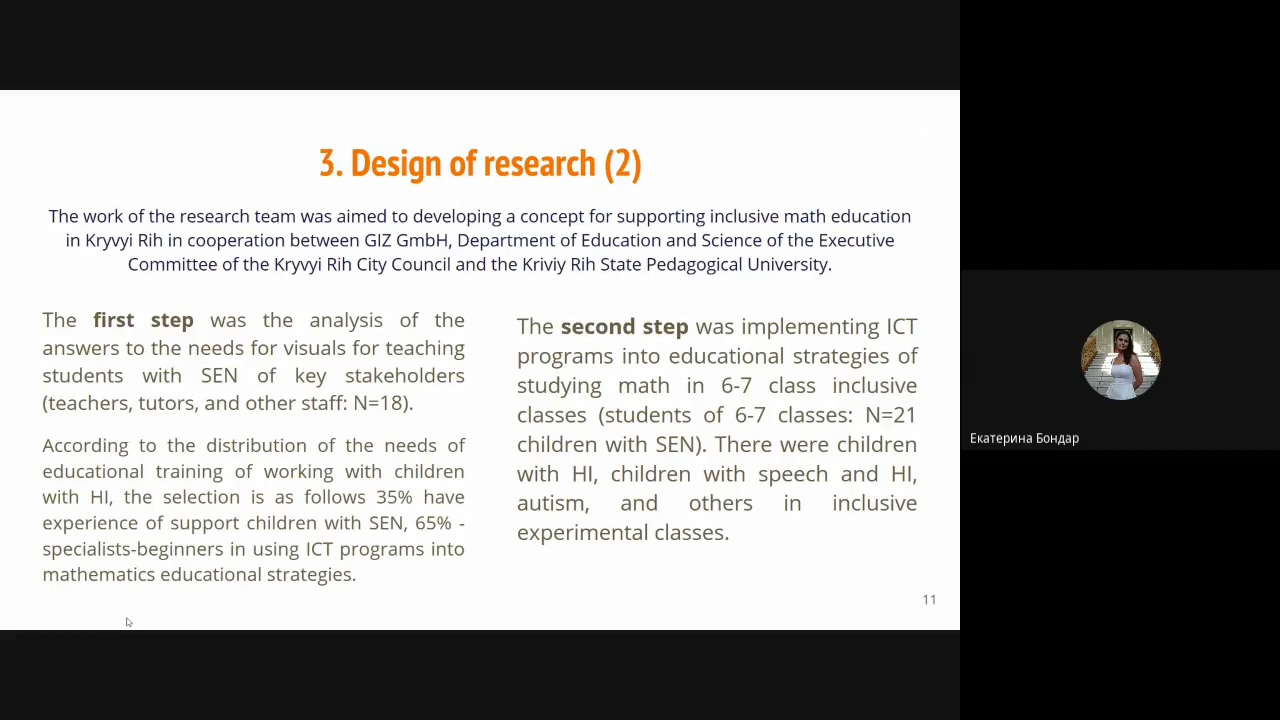 3. Design of research (2)
The work of the research team was aimed to developing a concept for supporting inclusive math education
in Kryvyi Rih in cooperation between GIZ GmbH, Department of Education and Science of the Executive
Committee of the Kryvyi Rih City Council and the Kriviy Rih State Pedagogical University.
The first step was the analysis of the
answers to the needs for visuals for teaching
students with SEN of key stakeholders
(teachers, tutors, and other staff: N=18).
According to the distribution of the needs of
educational training of working with children
with HI, the selection is as follows 35% have
experience of support children with SEN, 65% -
specialists-beginners in using ICT programs into
mathematics educational strategies.
The second step was implementing ICT
programs into educational strategies of
studying math in 6-7 class inclusive
classes (students of 6-7 classes: N=21
children with SEN). There were children
with HI, children with speech and HI,
autism, and others in inclusive
experimental classes.
11
Екатерина Бондар